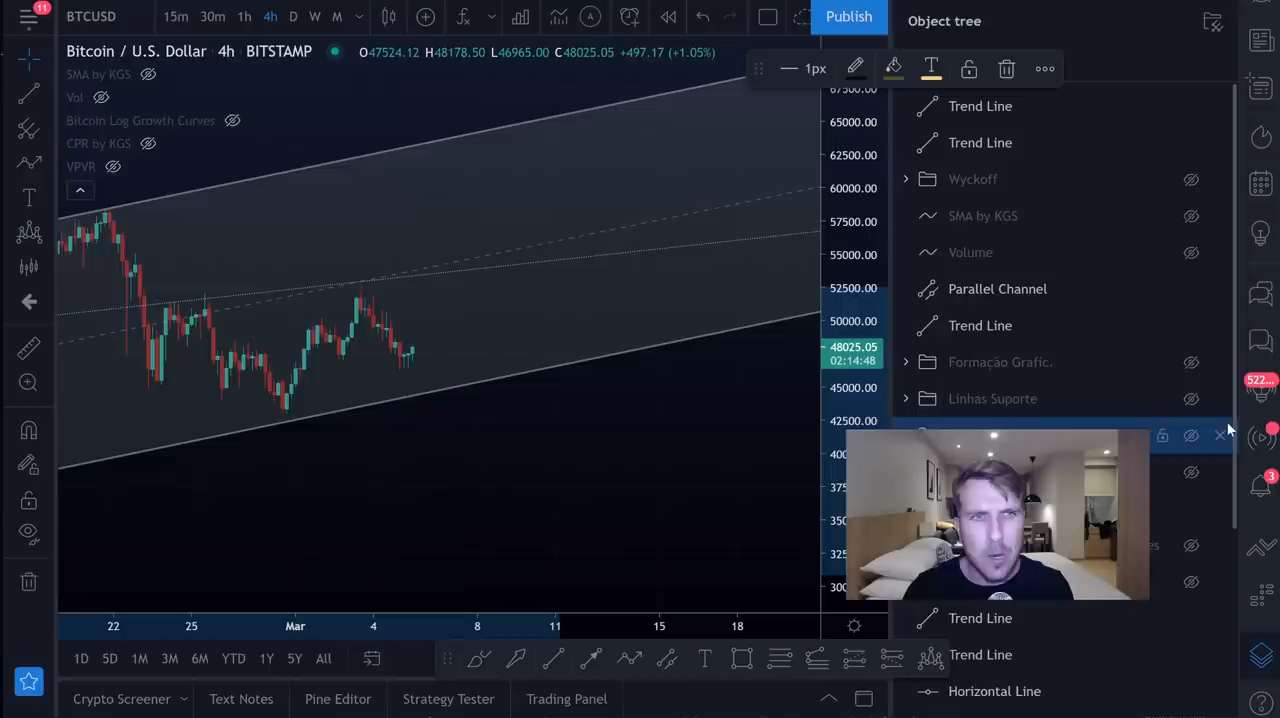 11
BTCUSD
15m 30m 1h 4h D W M
Publish
Object tree
Bitcoin / U.S. Dollar 4h BITSTAMP O47524.12 H48178.50 L46965.00 C48025.05 +497.17 (+1.05%)
SMA by KGS
Vol
Bitcoin Log Growth Curves
CPR by KGS
VPVR
1px
67500.00
65000.00
62500.00
60000.00
57500.00
55000.00
52500.00
50000.00
48025.05
02:14:48
45000.00
42500.00
400
375
350
325
300
Trend Line
Trend Line
Wyckoff
SMA by KGS
Volume
Parallel Channel
Trend Line
Formação Grafic.
Linhas Suporte
es
Trend Line
Trend Line
Horizontal Line
522...
3
22 25 Mar 4 8 11 15 18
1D 5D 1M 3M 6M YTD 1Y 5Y All
Crypto Screener Text Notes Pine Editor Strategy Tester Trading Panel